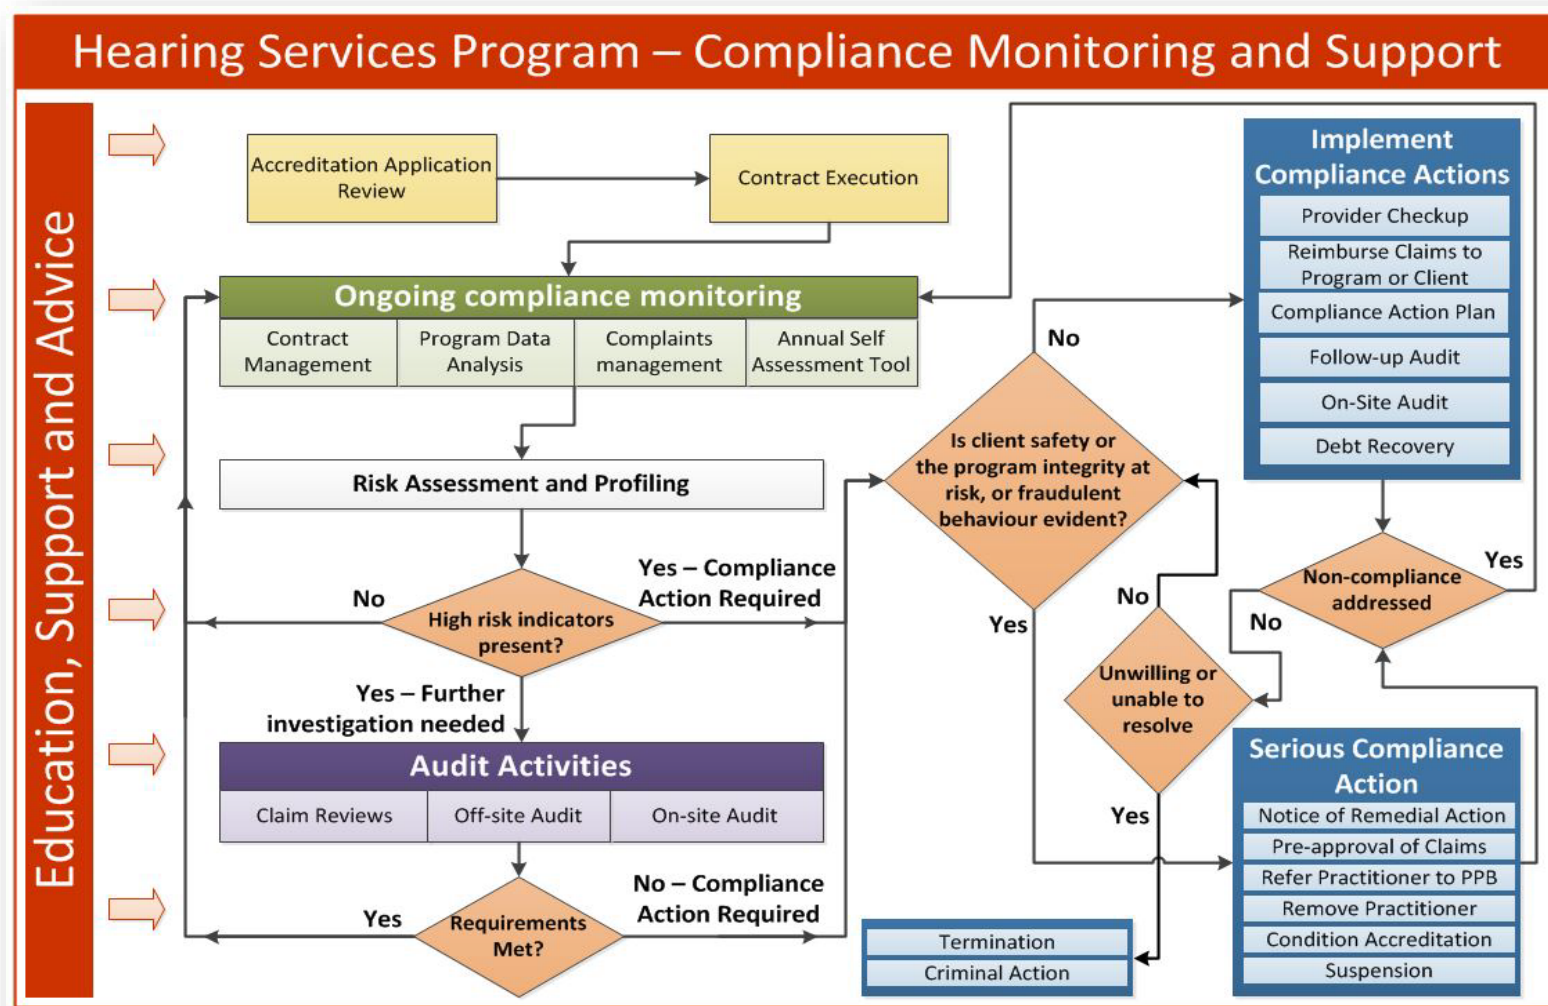 Hearing Services Program – Compliance Monitoring and Support
Education, Support and Advice
Accreditation Application
Review
Contract Execution
Ongoing compliance monitoring
Contract
Management
Program Data
Analysis
Complaints
management
Annual Self
Assessment Tool
Risk Assessment and Profiling
High risk indicators
present?
No
Yes – Compliance
Action Required
Yes – Further
investigation needed
Audit Activities
Claim Reviews
Off-site Audit
On-site Audit
Requirements
Met?
Yes
No – Compliance
Action Required
Is client safety or
the program integrity at
risk, or fraudulent
behaviour evident?
No
Yes
Implement
Compliance Actions
Provider Checkup
Reimburse Claims to
Program or Client
Compliance Action Plan
Follow-up Audit
On-Site Audit
Debt Recovery
Non-compliance
addressed
Yes
No
Unwilling or
unable to
resolve
No
Yes
Serious Compliance
Action
Notice of Remedial Action
Pre-approval of Claims
Refer Practitioner to PPB
Remove Practitioner
Condition Accreditation
Suspension
Termination
Criminal Action